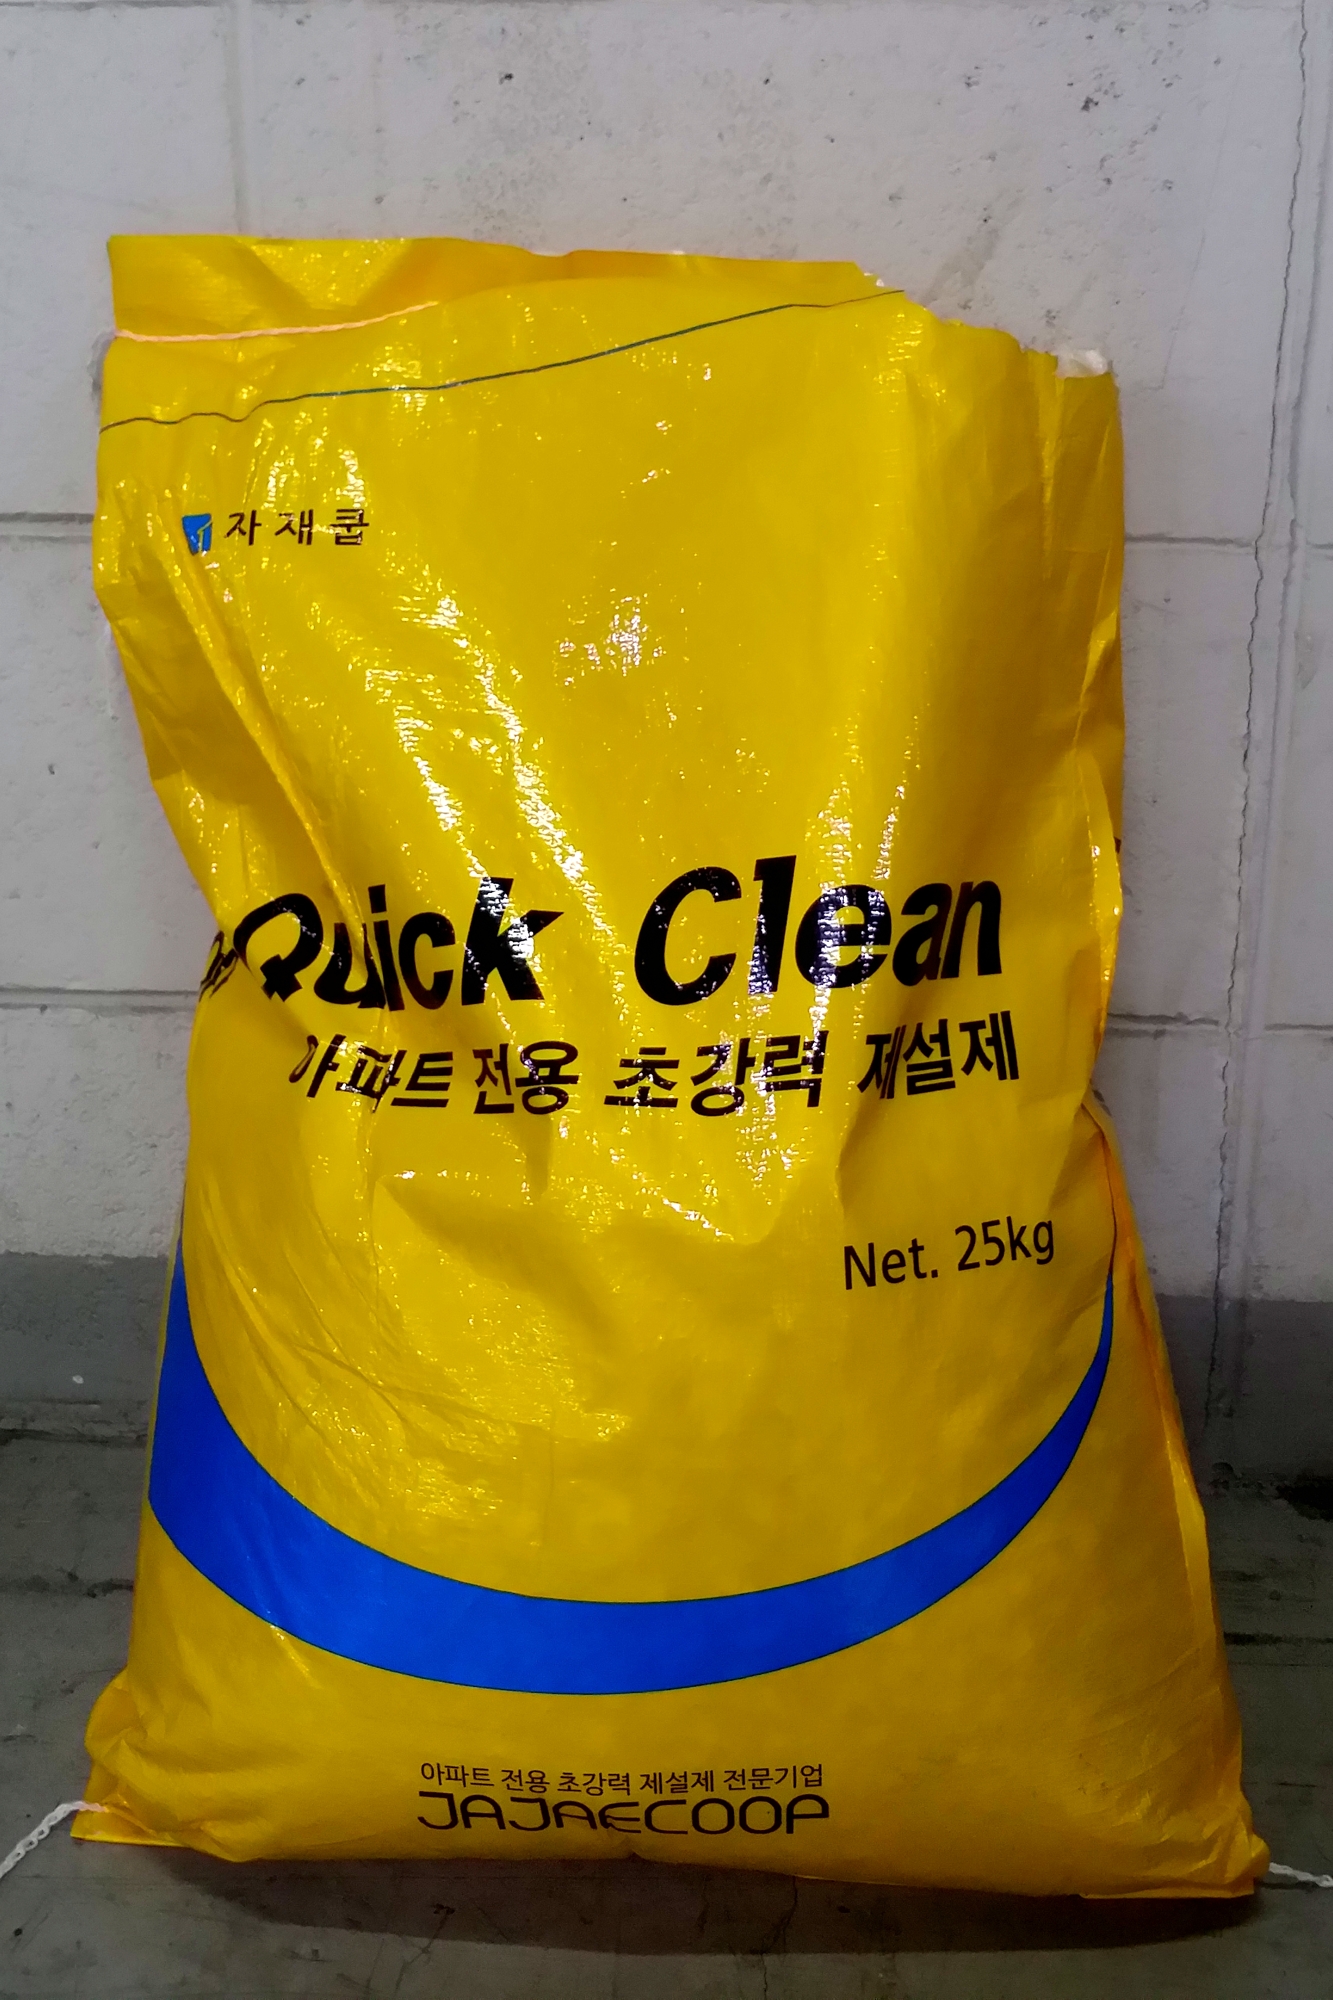 자재쿱
Quick Clean
아파트 전용 초강력 제설제
Net. 25kg
아파트 전용 초강력 제설제 전문기업
JAJAECOOP